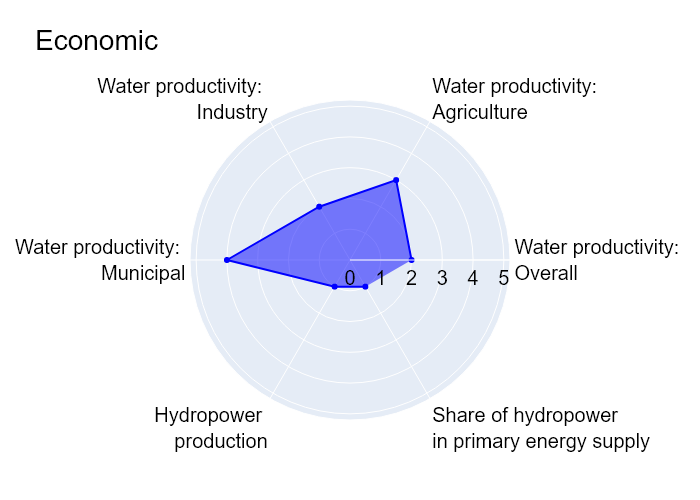 Economic
Water productivity:
Industry
Water productivity:
Agriculture
Water productivity:
Municipal
Water productivity:
Overall
0 1 2 3 4 5
Hydropower
production
Share of hydropower
in primary energy supply